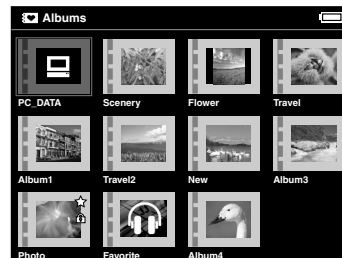 Albums
PC_DATA Scenery Flower Travel
Album1 Travel2 New Album3
Photo Favorite Album4